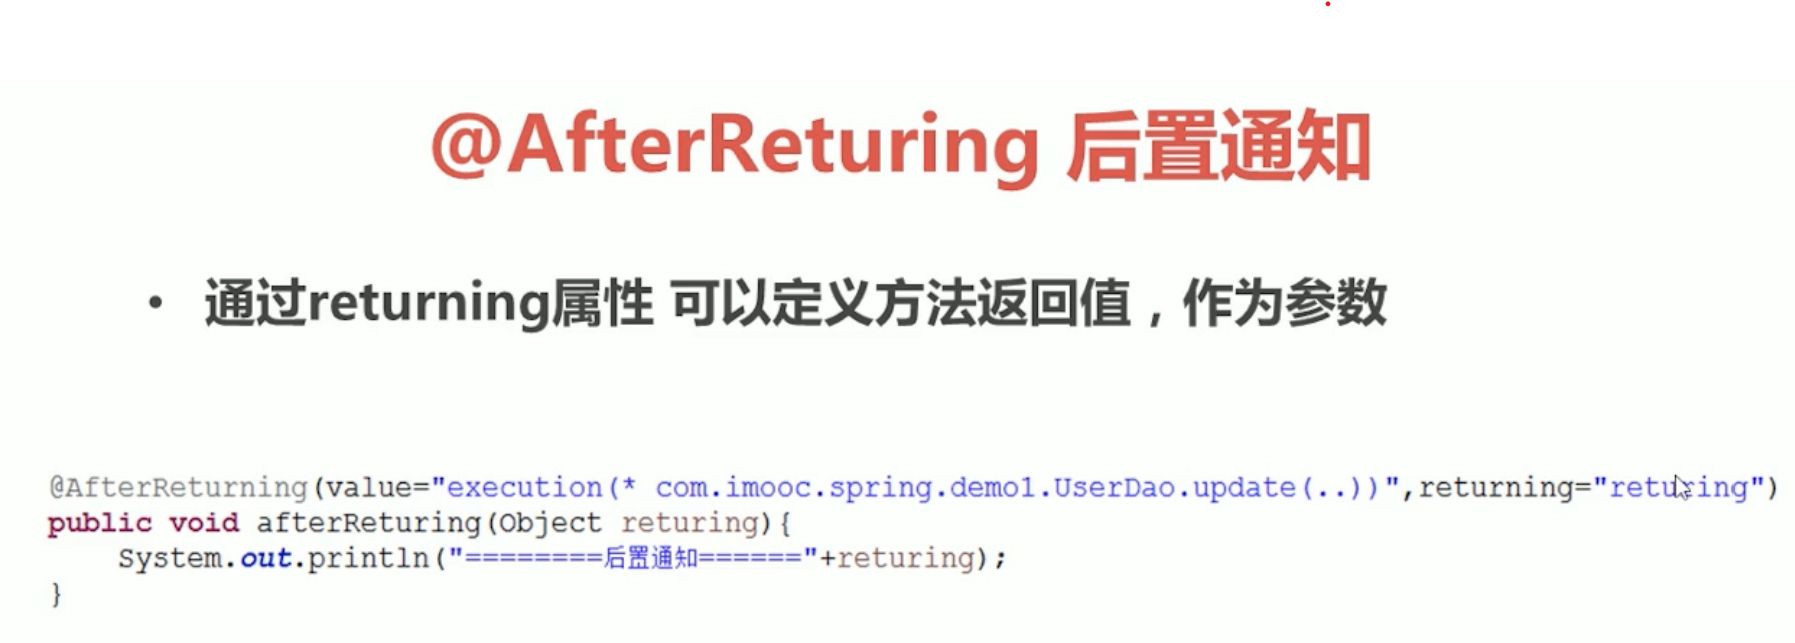 @AfterReturing 后置通知
• 通过returning属性 可以定义方法返回值，作为参数
@AfterReturning(value="execution(* com.imooc.spring.demo1.UserDao.update(..))",returning="returing")
public void afterReturing(Object returing){
    System.out.println("========后置通知======"+returing);
}